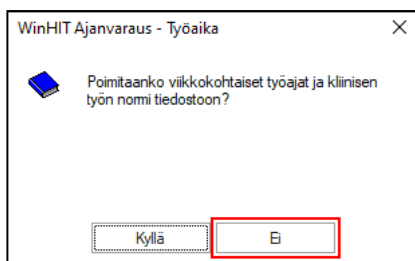 WinHIT Ajanvaraus - Työaika
Poimitaanko viikkokohtaiset työajat ja kliinisen
työn normi tiedostoon?
Kyllä
Ei